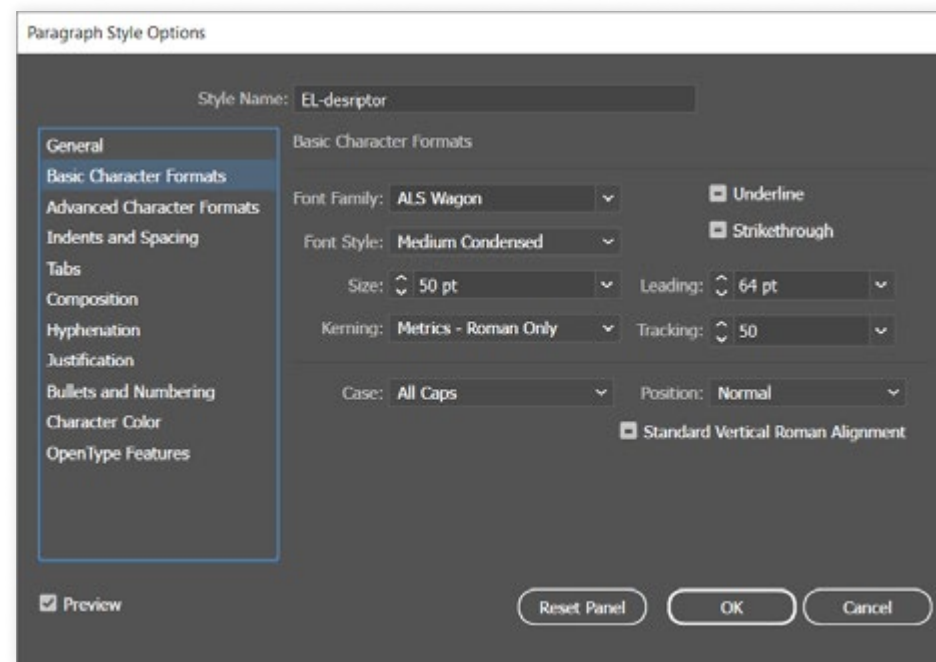 Paragraph Style Options
Style Name: EL-desriptor
General
Basic Character Formats
Advanced Character Formats
Indents and Spacing
Tabs
Composition
Hyphenation
Justification
Bullets and Numbering
Character Color
OpenType Features
Basic Character Formats
Font Family: ALS Wagon
Underline
Font Style: Medium Condensed
Strikethrough
Size: 50 pt
Leading: 64 pt
Kerning: Metrics - Roman Only
Tracking: 50
Case: All Caps
Position: Normal
Standard Vertical Roman Alignment
Preview
Reset Panel
OK
Cancel